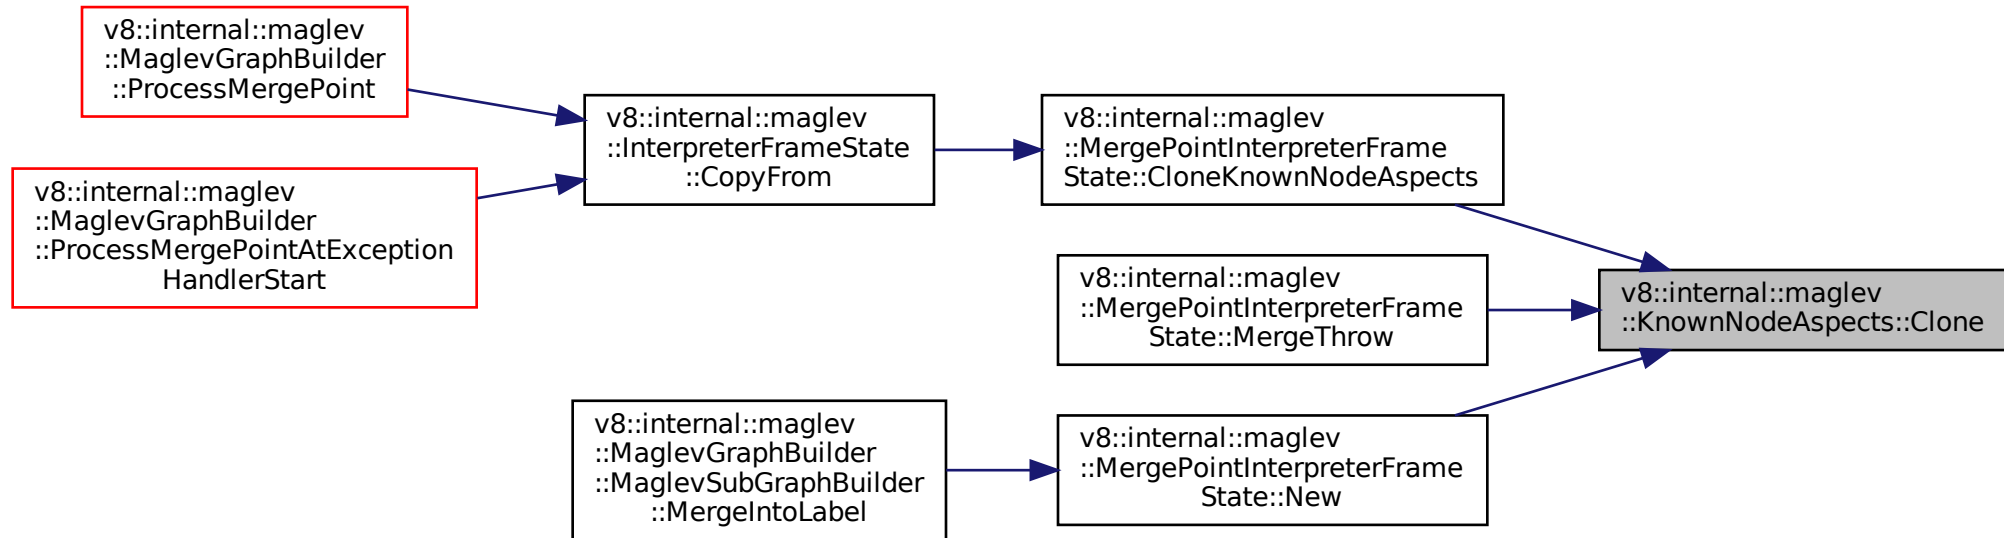 v8::internal::maglev
::MaglevGraphBuilder
::ProcessMergePoint
v8::internal::maglev
::MaglevGraphBuilder
::ProcessMergePointAtException
HandlerStart
v8::internal::maglev
::InterpreterFrameState
::CopyFrom
v8::internal::maglev
::MergePointInterpreterFrame
State::CloneKnownNodeAspects
v8::internal::maglev
::MergePointInterpreterFrame
State::MergeThrow
v8::internal::maglev
::KnownNodeAspects::Clone
v8::internal::maglev
::MaglevGraphBuilder
::MaglevSubGraphBuilder
::MergeIntoLabel
v8::internal::maglev
::MergePointInterpreterFrame
State::New